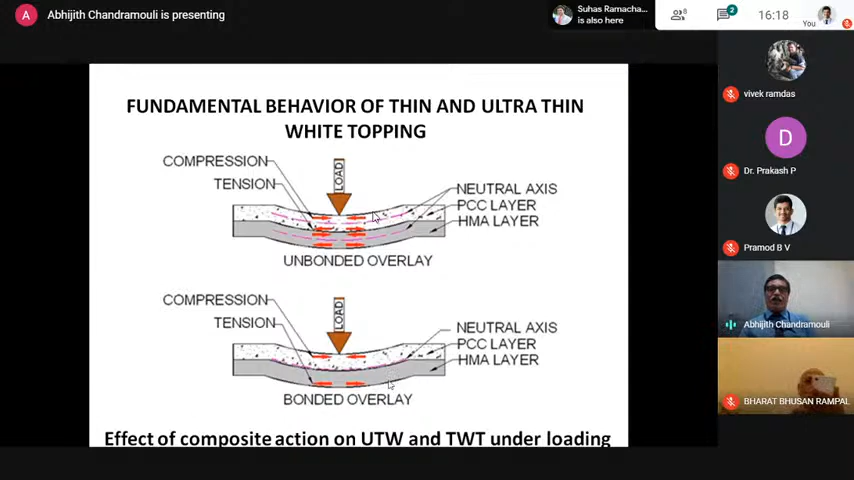 A
Abhijith Chandramouli is presenting
Suhas Ramacha...
is also here
8
2
16:18
You
FUNDAMENTAL BEHAVIOR OF THIN AND ULTRA THIN
WHITE TOPPING
COMPRESSION
TENSION
LOAD
NEUTRAL AXIS
PCC LAYER
HMA LAYER
UNBONDED OVERLAY
COMPRESSION
TENSION
LOAD
NEUTRAL AXIS
PCC LAYER
HMA LAYER
BONDED OVERLAY
Effect of composite action on UTW and TWT under loading
vivek ramdas
D
Dr. Prakash P
Pramod B V
Abhijith Chandramouli
BHARAT BHUSAN RAMPAL